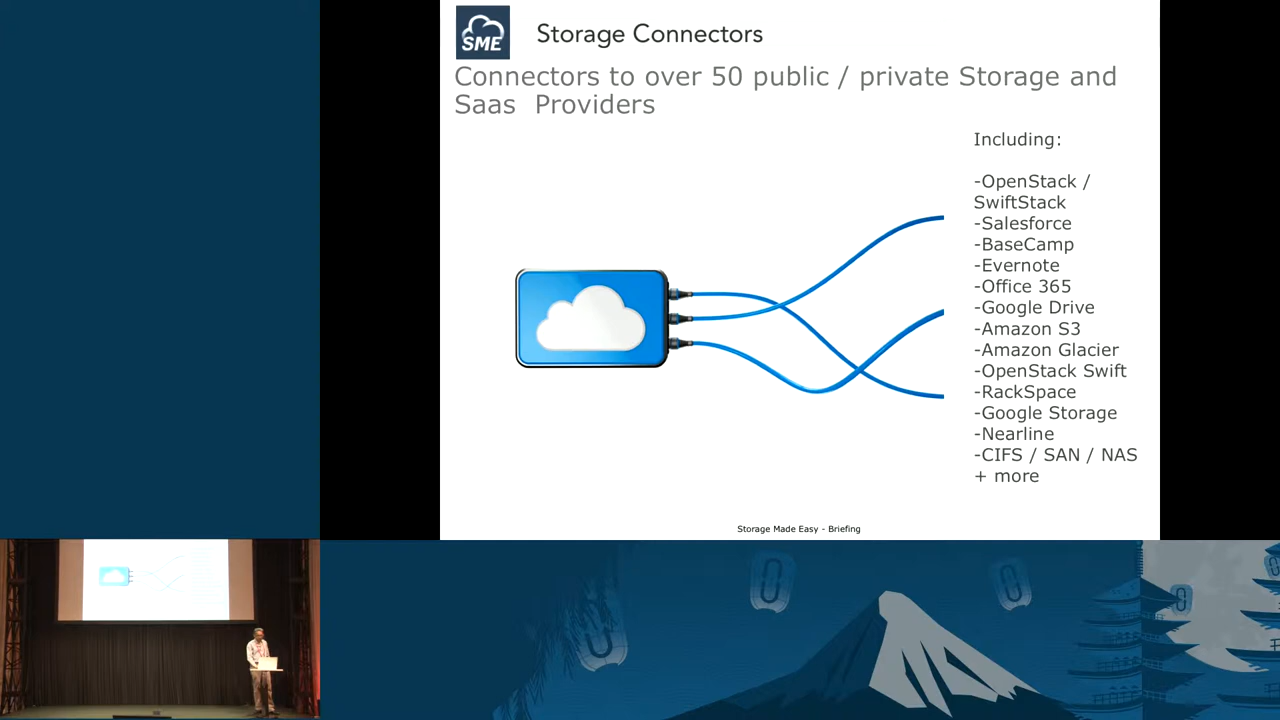 SME
Storage Connectors
Connectors to over 50 public / private Storage and
Saas  Providers
Including:
-OpenStack /
SwiftStack
-Salesforce
-BaseCamp
-Evernote
-Office 365
-Google Drive
-Amazon S3
-Amazon Glacier
-OpenStack Swift
-RackSpace
-Google Storage
-Nearline
-CIFS / SAN / NAS
+ more
Storage Made Easy - Briefing